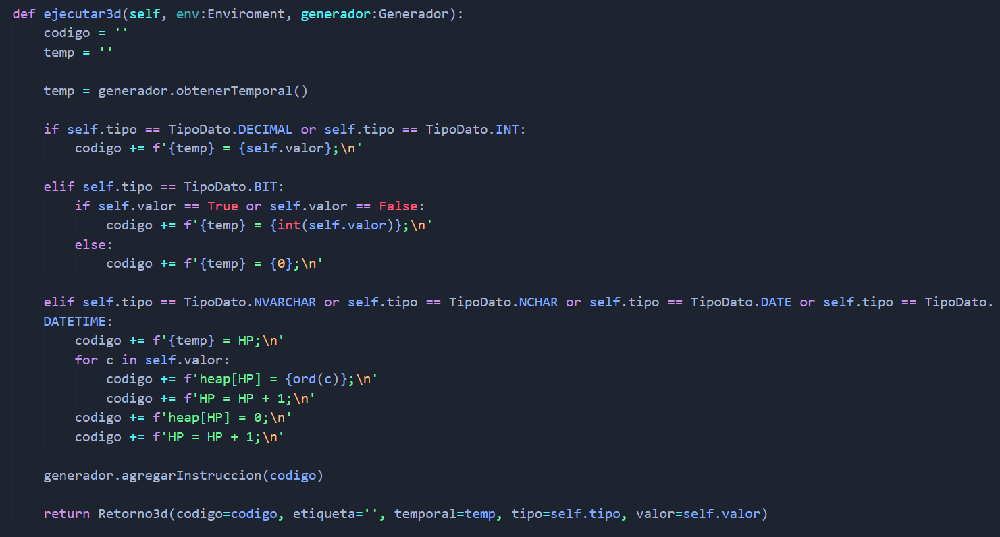 def ejecutar3d(self, env:Enviroment, generador:Generador):
    codigo = ''
    temp = ''
    temp = generador.obtenerTemporal()
    if self.tipo == TipoDato.DECIMAL or self.tipo == TipoDato.INT:
        codigo += f'{temp} = {self.valor};\n'
    elif self.tipo == TipoDato.BIT:
        if self.valor == True or self.valor == False:
            codigo += f'{temp} = {int(self.valor)};\n'
        else:
            codigo += f'{temp} = {0};\n'
    elif self.tipo == TipoDato.NVARCHAR or self.tipo == TipoDato.NCHAR or self.tipo == TipoDato.DATE or self.tipo == TipoDato.
    DATETIME:
        codigo += f'{temp} = HP;\n'
        for c in self.valor:
            codigo += f'heap[HP] = {ord(c)};\n'
            codigo += f'HP = HP + 1;\n'
        codigo += f'heap[HP] = 0;\n'
        codigo += f'HP = HP + 1;\n'
    generador.agregarInstruccion(codigo)
    return Retorno3d(codigo=codigo, etiqueta='', temporal=temp, tipo=self.tipo, valor=self.valor)